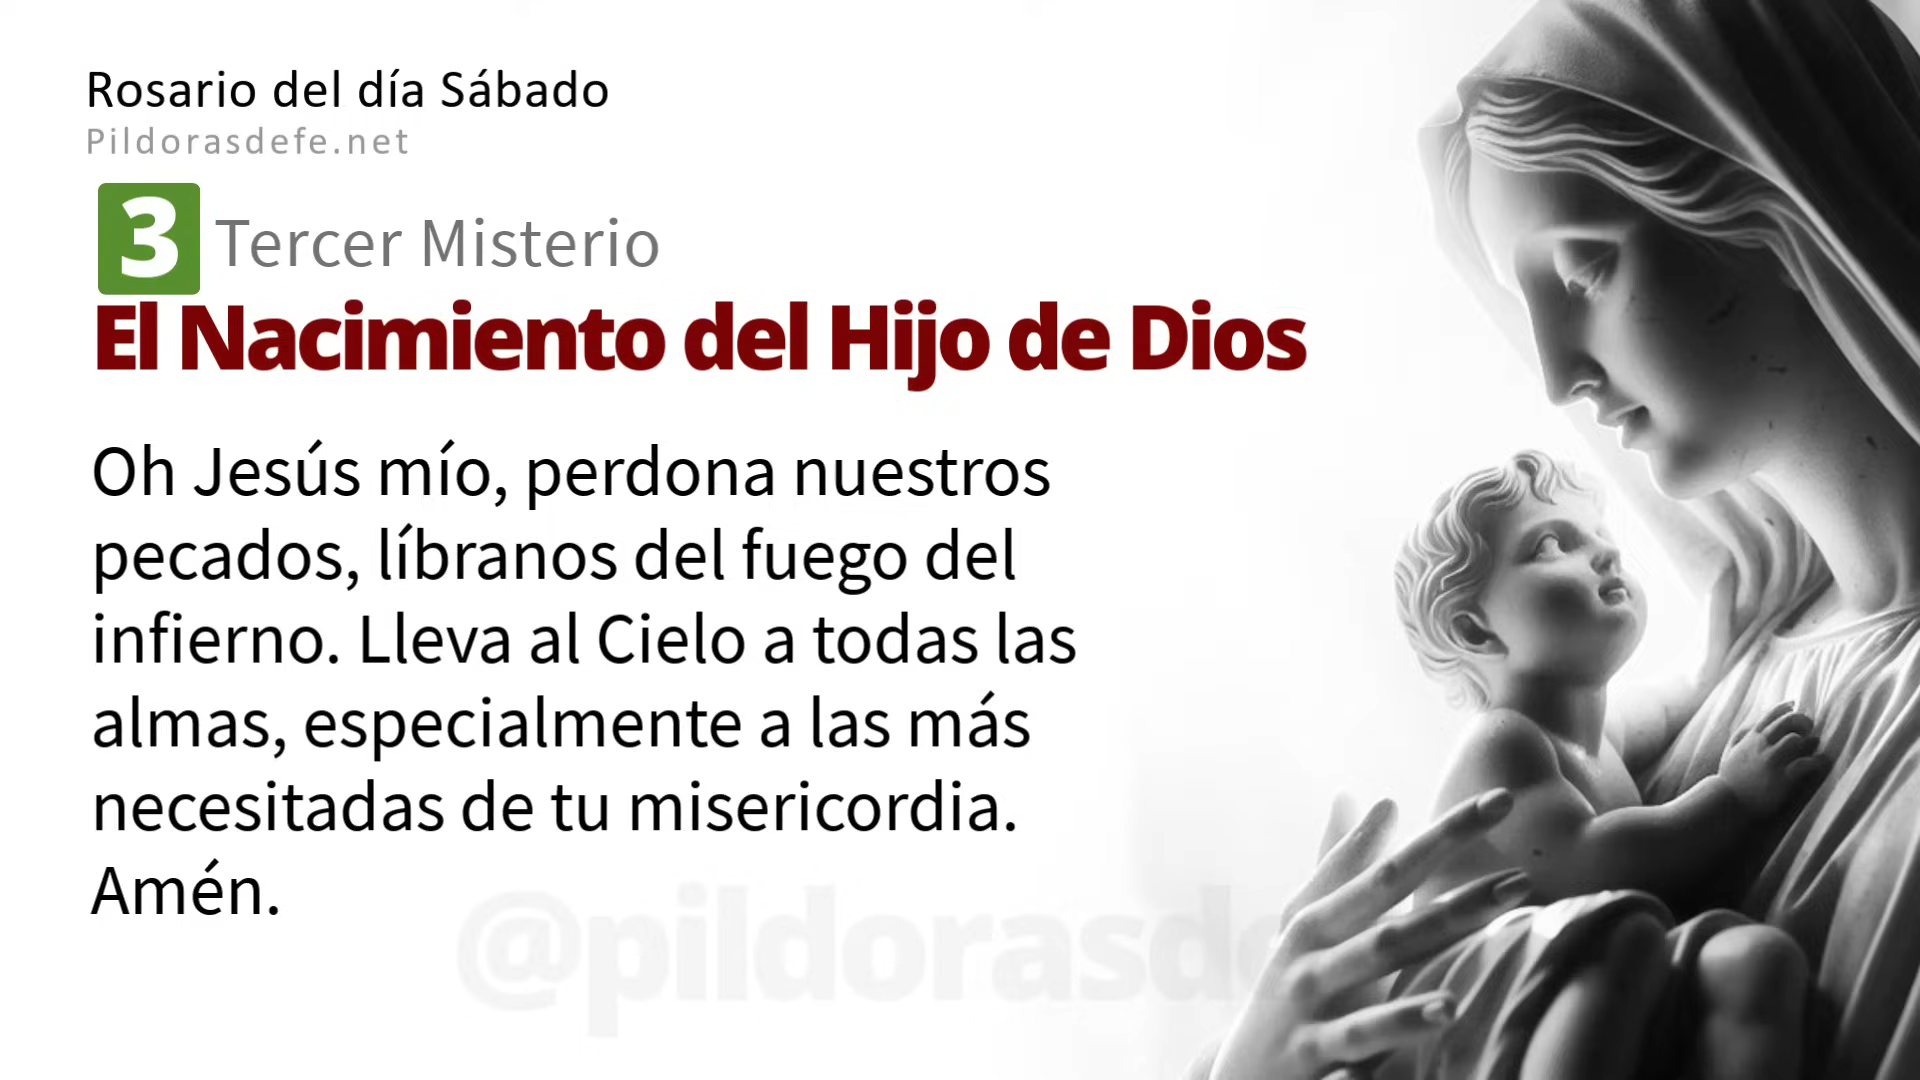 Rosario del día Sábado
Pildorasdefe.net
3 Tercer Misterio
El Nacimiento del Hijo de Dios
Oh Jesús mío, perdona nuestros
pecados, líbranos del fuego del
infierno. Lleva al Cielo a todas las
almas, especialmente a las más
necesitadas de tu misericordia.
Amén.
@pildorasde